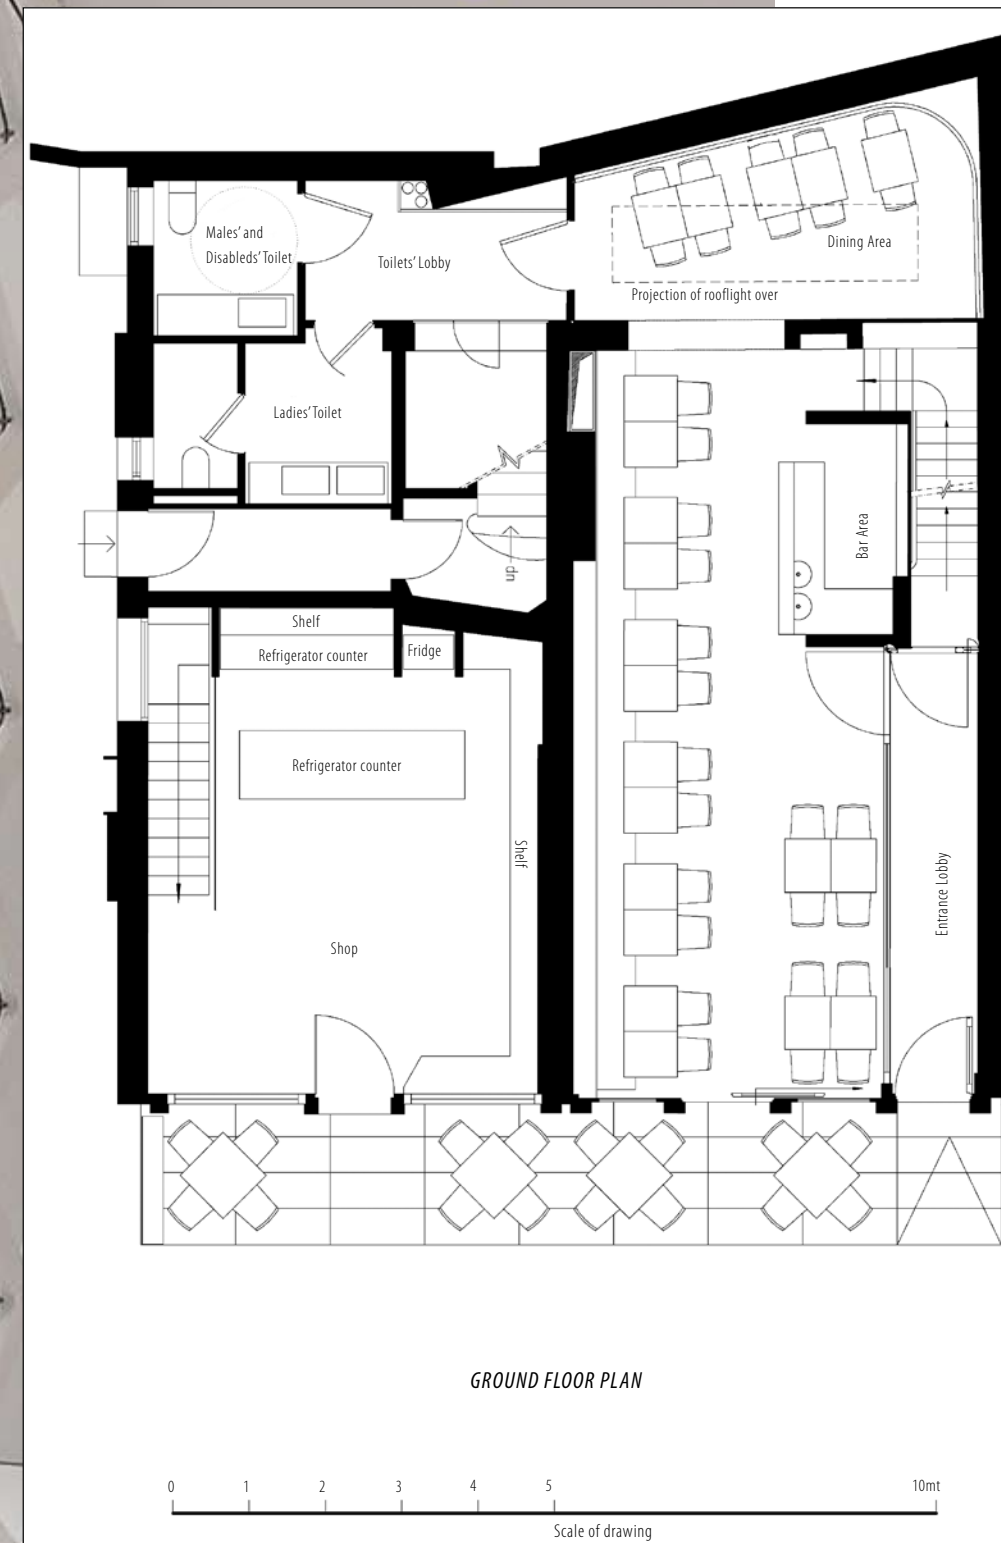 Males' and
Disableds' Toilet
Toilets' Lobby
Dining Area
Projection of rooflight over
Ladies' Toilet
Bar Area
up
Shelf
Refrigerator counter
Fridge
Refrigerator counter
Shelf
Entrance Lobby
Shop
GROUND FLOOR PLAN
0 1 2 3 4 5 10mt
Scale of drawing